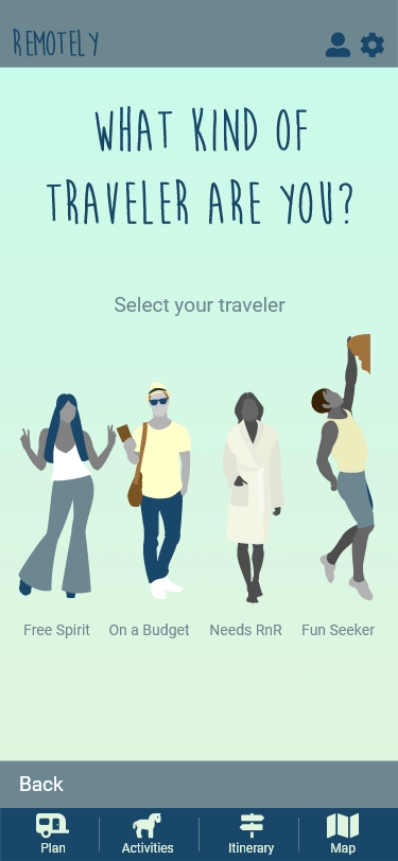 REMOTELY
WHAT KIND OF
TRAVELER ARE YOU?
Select your traveler
Free Spirit On a Budget Needs RnR Fun Seeker
Back
Plan Activities Itinerary Map